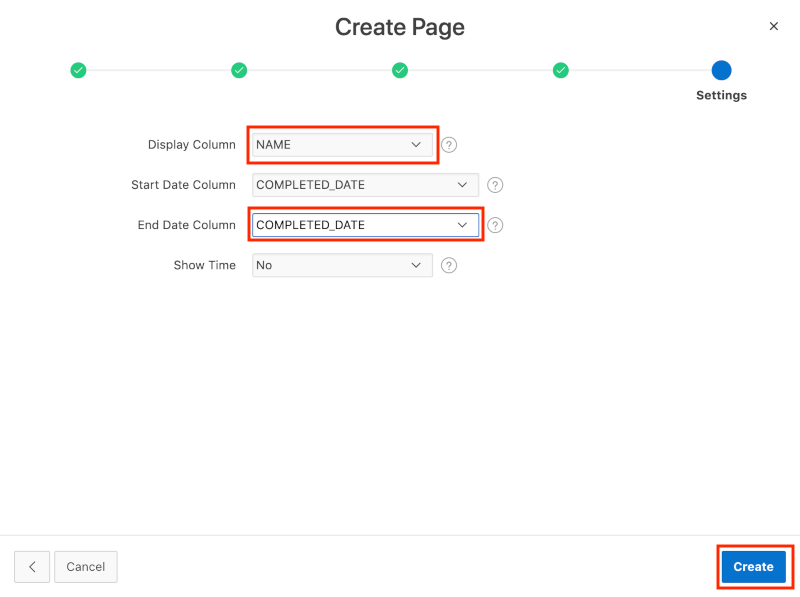 Create Page
Settings
Display Column NAME ?
Start Date Column COMPLETED_DATE ?
End Date Column COMPLETED_DATE ?
Show Time No ?
Cancel Create